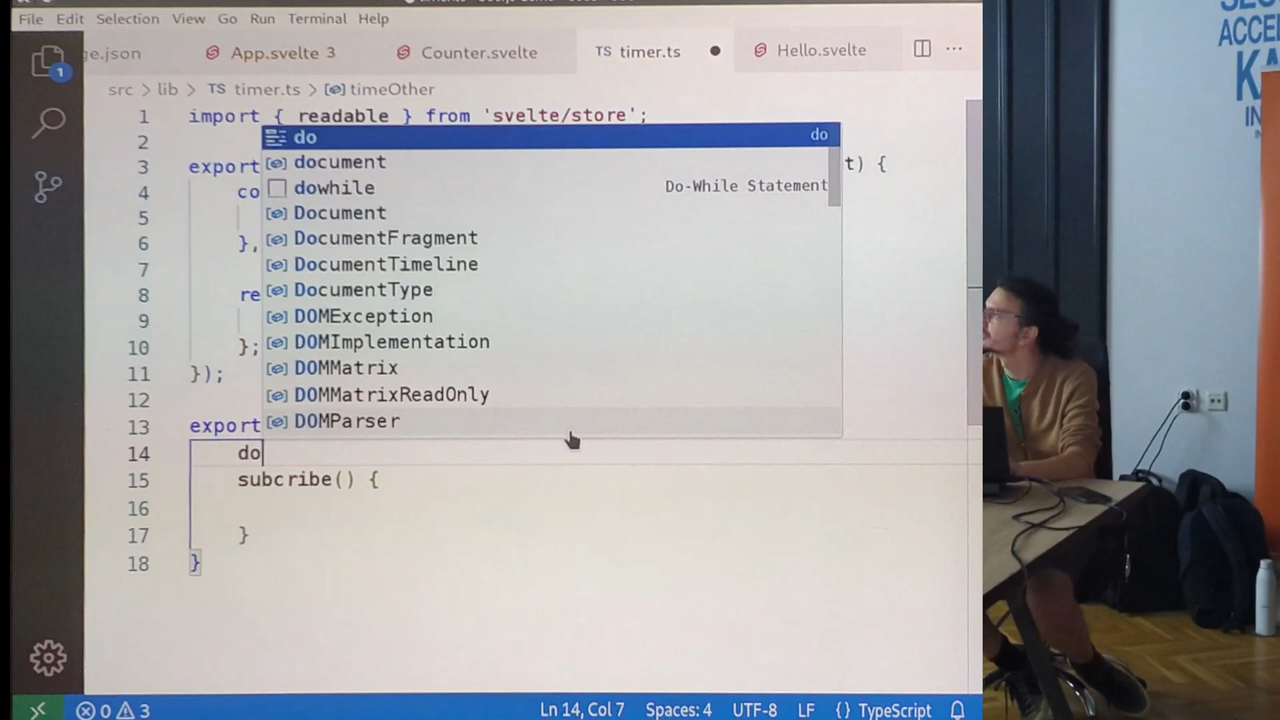 File Edit Selection View Go Run Terminal Help
ge.json App.svelte 3 Counter.svelte TS timer.ts Hello.svelte ...
1
src > lib > TS timer.ts > timeOther
1 import { readable } from 'svelte/store';
2
3 export t) {
4 co
5
6 },
7
8 re
9
10 };
11 });
12
13 export
14 do
15 subcribe() {
16
17 }
18 }
do do
document
dowhile Do-While Statement
Document
DocumentFragment
DocumentTimeline
DocumentType
DOMException
DOMImplementation
DOMMatrix
DOMMatrixReadOnly
DOMParser
0 3 Ln 14, Col 7 Spaces: 4 UTF-8 LF {} TypeScript
ACCE
KA
IN